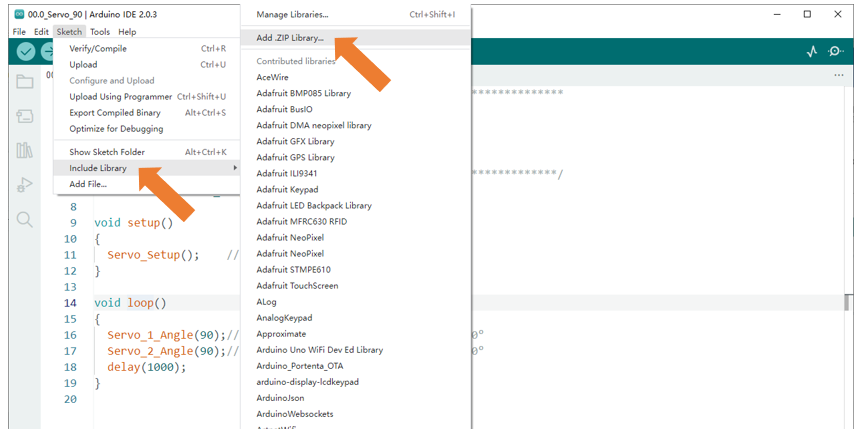 00.0_Servo_90 | Arduino IDE 2.0.3
File Edit Sketch Tools Help
Verify/Compile Ctrl+R
Upload Ctrl+U
Configure and Upload
Upload Using Programmer Ctrl+Shift+U
Export Compiled Binary Alt+Ctrl+S
Optimize for Debugging
Show Sketch Folder Alt+Ctrl+K
Include Library
Add File...
Manage Libraries... Ctrl+Shift+I
Add .ZIP Library...
Contributed libraries
AceWire
Adafruit BMP085 Library
Adafruit BusIO
Adafruit DMA neopixel library
Adafruit GFX Library
Adafruit GPS Library
Adafruit ILI9341
Adafruit Keypad
Adafruit LED Backpack Library
Adafruit MFRC630 RFID
Adafruit NeoPixel
Adafruit NeoPixel
Adafruit STMPE610
Adafruit TouchScreen
ALog
AnalogKeypad
Approximate
Arduino Uno WiFi Dev Ed Library
Arduino_Portenta_OTA
arduino-display-lcdkeypad
ArduinoJson
ArduinoWebsockets
00
**************
*************/
8
9 void setup()
10 {
11 Servo_Setup(); //
12 }
13
14 void loop()
15 {
16 Servo_1_Angle(90);// 0°
17 Servo_2_Angle(90);// 0°
18 delay(1000);
19 }
20